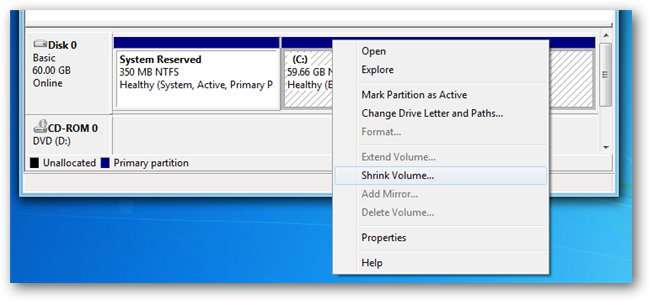 Disk 0
Basic
60.00 GB
Online
System Reserved
350 MB NTFS
Healthy (System, Active, Primary P
(C:)
59.66 GB
Healthy
Open
Explore
Mark Partition as Active
Change Drive Letter and Paths...
Format...
Extend Volume...
Shrink Volume...
Add Mirror...
Delete Volume...
Properties
Help
CD-ROM 0
DVD (D:)
Unallocated
Primary partition